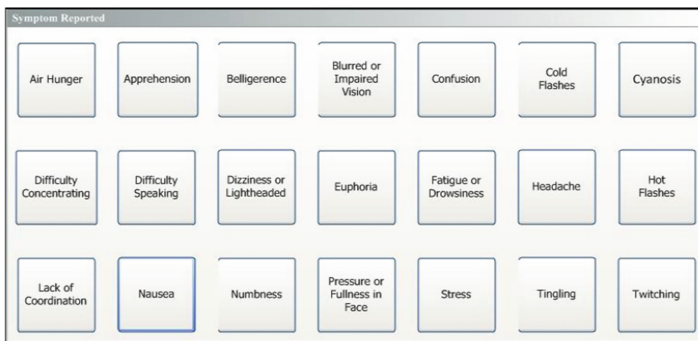 Symptom Reported
Air Hunger
Apprehension
Belligerence
Blurred or
Impaired
Vision
Confusion
Cold
Flashes
Cyanosis
Difficulty
Concentrating
Difficulty
Speaking
Dizziness or
Lightheaded
Euphoria
Fatigue or
Drowsiness
Headache
Hot
Flashes
Lack of
Coordination
Nausea
Numbness
Pressure or
Fullness in
Face
Stress
Tingling
Twitching